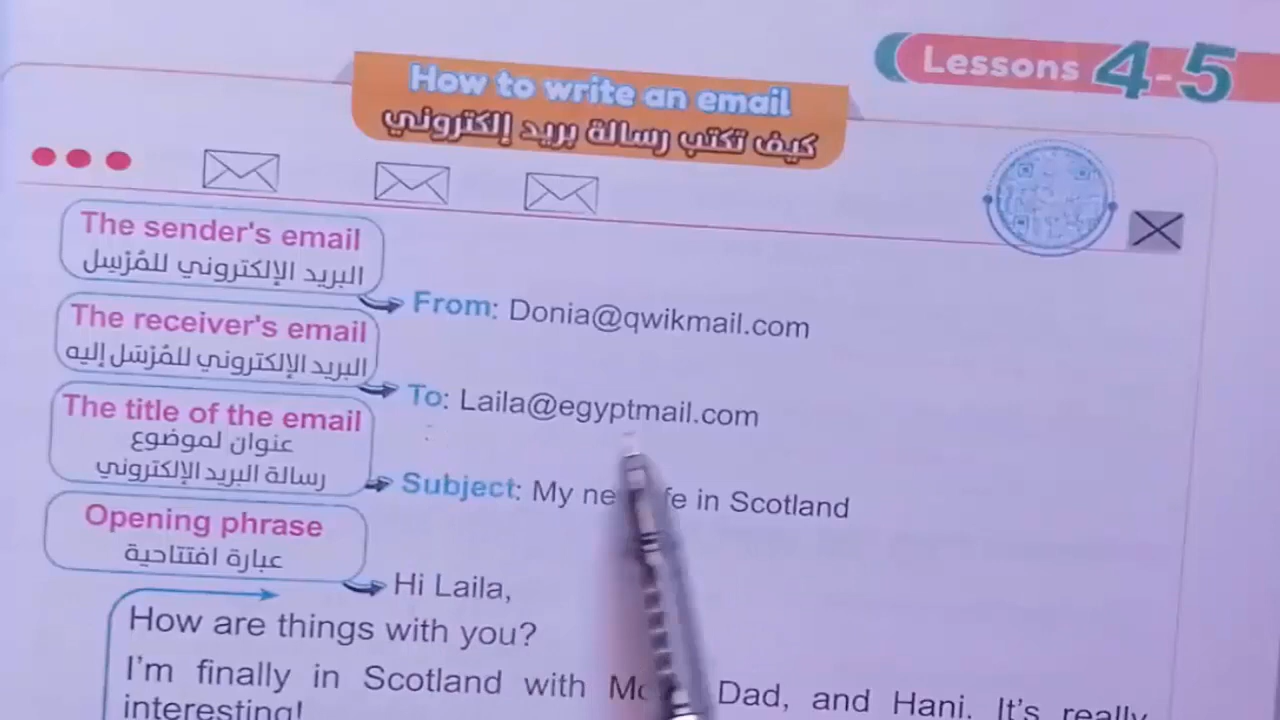 Lessons 4-5
How to write an email
كيف تكتب رسالة بريد إلكتروني
The sender's email
البريد الإلكتروني للمُرْسِل
From: Donia@qwikmail.com
The receiver's email
البريد الإلكتروني للمُرْسَل إليه
To: Laila@egyptmail.com
The title of the email
عنوان لموضوع
رسالة البريد الإلكتروني
Subject: My in Scotland
Opening phrase
عبارة افتتاحية
Hi Laila,
How are things with you?
I'm finally in Scotland with Dad, and Hani. It's really
interesting!